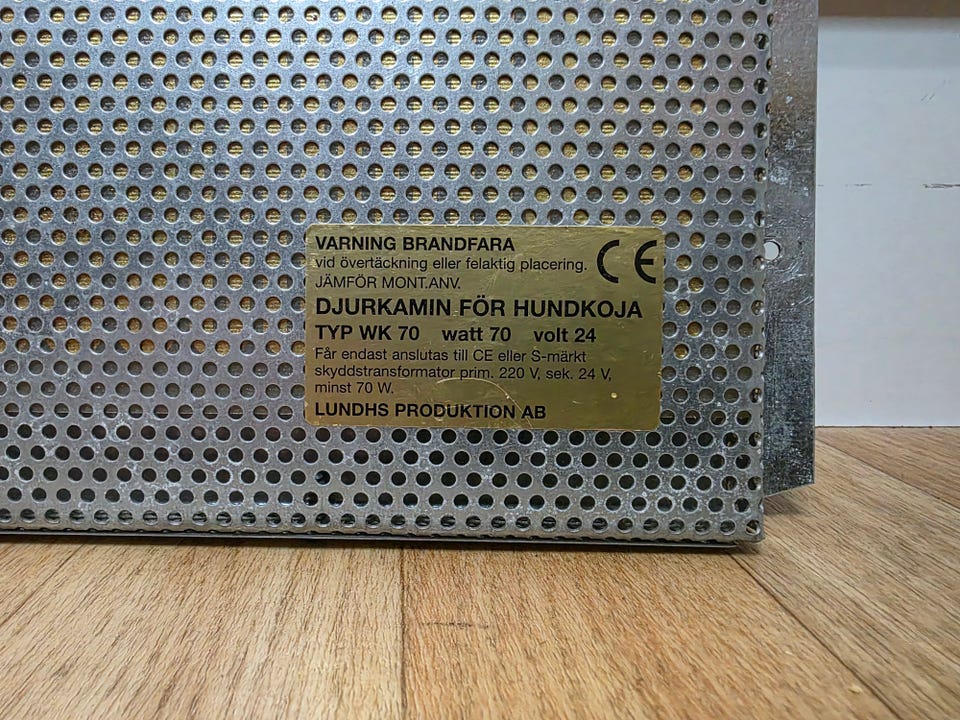 VARNING BRANDFARA
vid övertäckning eller felaktig placering.
CE
JÄMFÖR MONT.ANV.
DJURKAMIN FÖR HUNDKOJA
TYP WK 70 watt 70 volt 24
Får endast anslutas till CE eller S-märkt
skyddstransformator prim. 220 V, sek. 24 V,
minst 70 W.
LUNDHS PRODUKTION AB